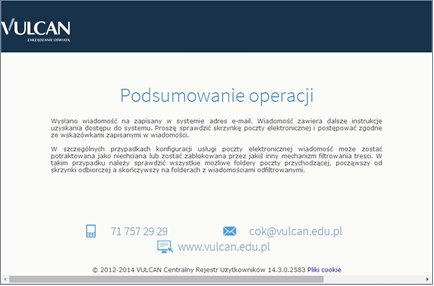 VULCAN
ZARZĄDZANIE OŚWIATĄ
Podsumowanie operacji
Wysłano wiadomość na zapisany w systemie adres e-mail. Wiadomość zawiera dalsze instrukcje
uzyskania dostępu do systemu. Proszę sprawdzić skrzynkę poczty elektronicznej i postępować zgodne
ze wskazówkami zapisanymi w wiadomości.
W szczególnych przypadkach konfiguracji usługi poczty elektronicznej wiadomość może zostać
potraktowana jako niechciana lub zostać zablokowana przez jakiś inny mechanizm filtrowania tresci. W
takim przypadku należy sprawdzić wszystkie możliwe foldery poczty przychodzącej, począwszy od
skrzynki odbiorczej a skończywszy na folderach z wiadomościami odfiltrowanymi.
71 757 29 29
cok@vulcan.edu.pl
www.vulcan.edu.pl
© 2012-2014 VULCAN Centralny Rejestr Użytkowników 14.3.0.2583 Pliki cookie